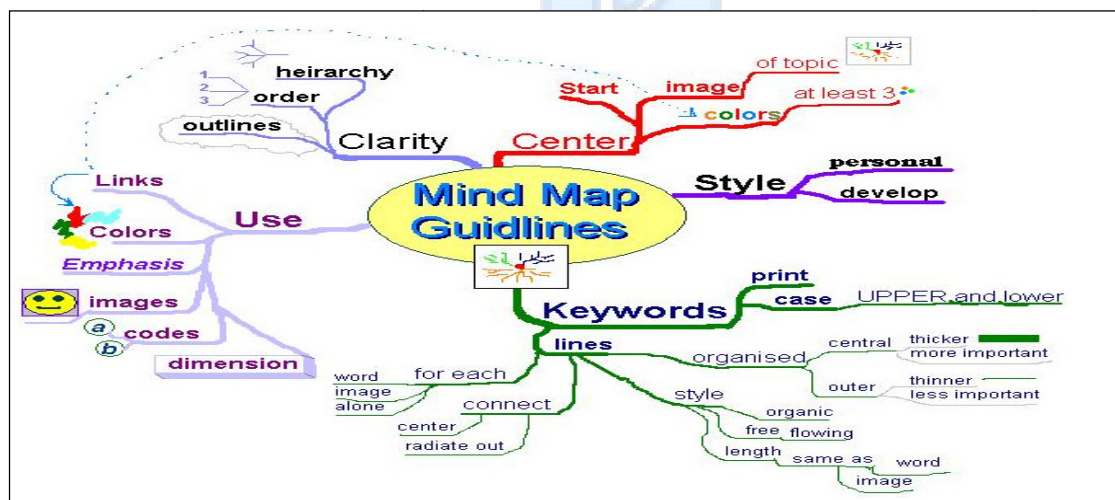 Mind Map
Guidlines
Center
Start
image
of topic
colors
at least 3
Style
personal
develop
Keywords
print
case
UPPER and lower
lines
organised
central
thicker
more important
outer
thinner
less important
style
organic
free flowing
length
same as
word
image
connect
center
radiate out
for each
word
image
alone
Use
Links
Colors
Emphasis
images
codes
a
b
dimension
Clarity
heirarchy
order
1
2
3
outlines